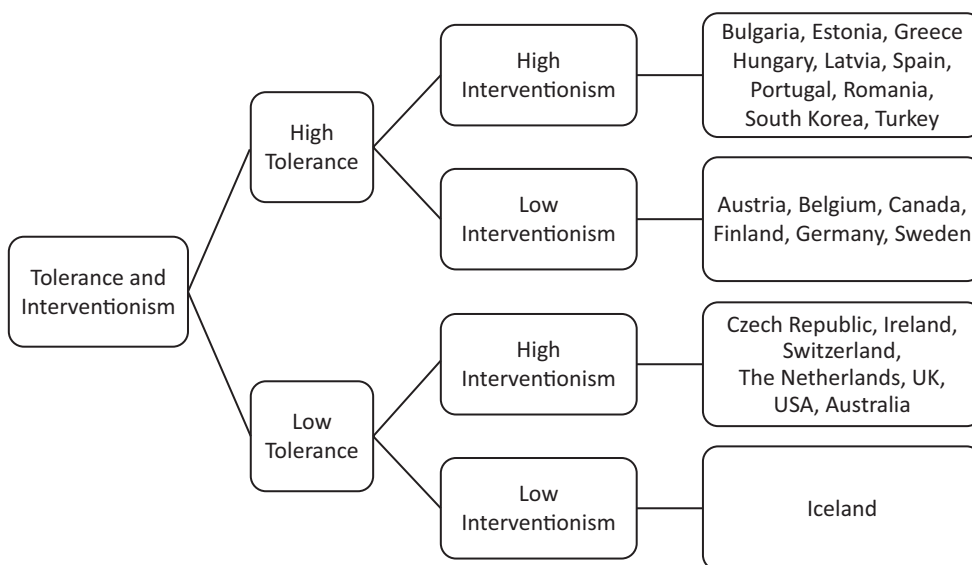 Tolerance and
Interventionism
High
Tolerance
High
Interventionism
Bulgaria, Estonia, Greece
Hungary, Latvia, Spain,
Portugal, Romania,
South Korea, Turkey
Low
Interventionism
Austria, Belgium, Canada,
Finland, Germany, Sweden
Low
Tolerance
High
Interventionism
Czech Republic, Ireland,
Switzerland,
The Netherlands, UK,
USA, Australia
Low
Interventionism
Iceland